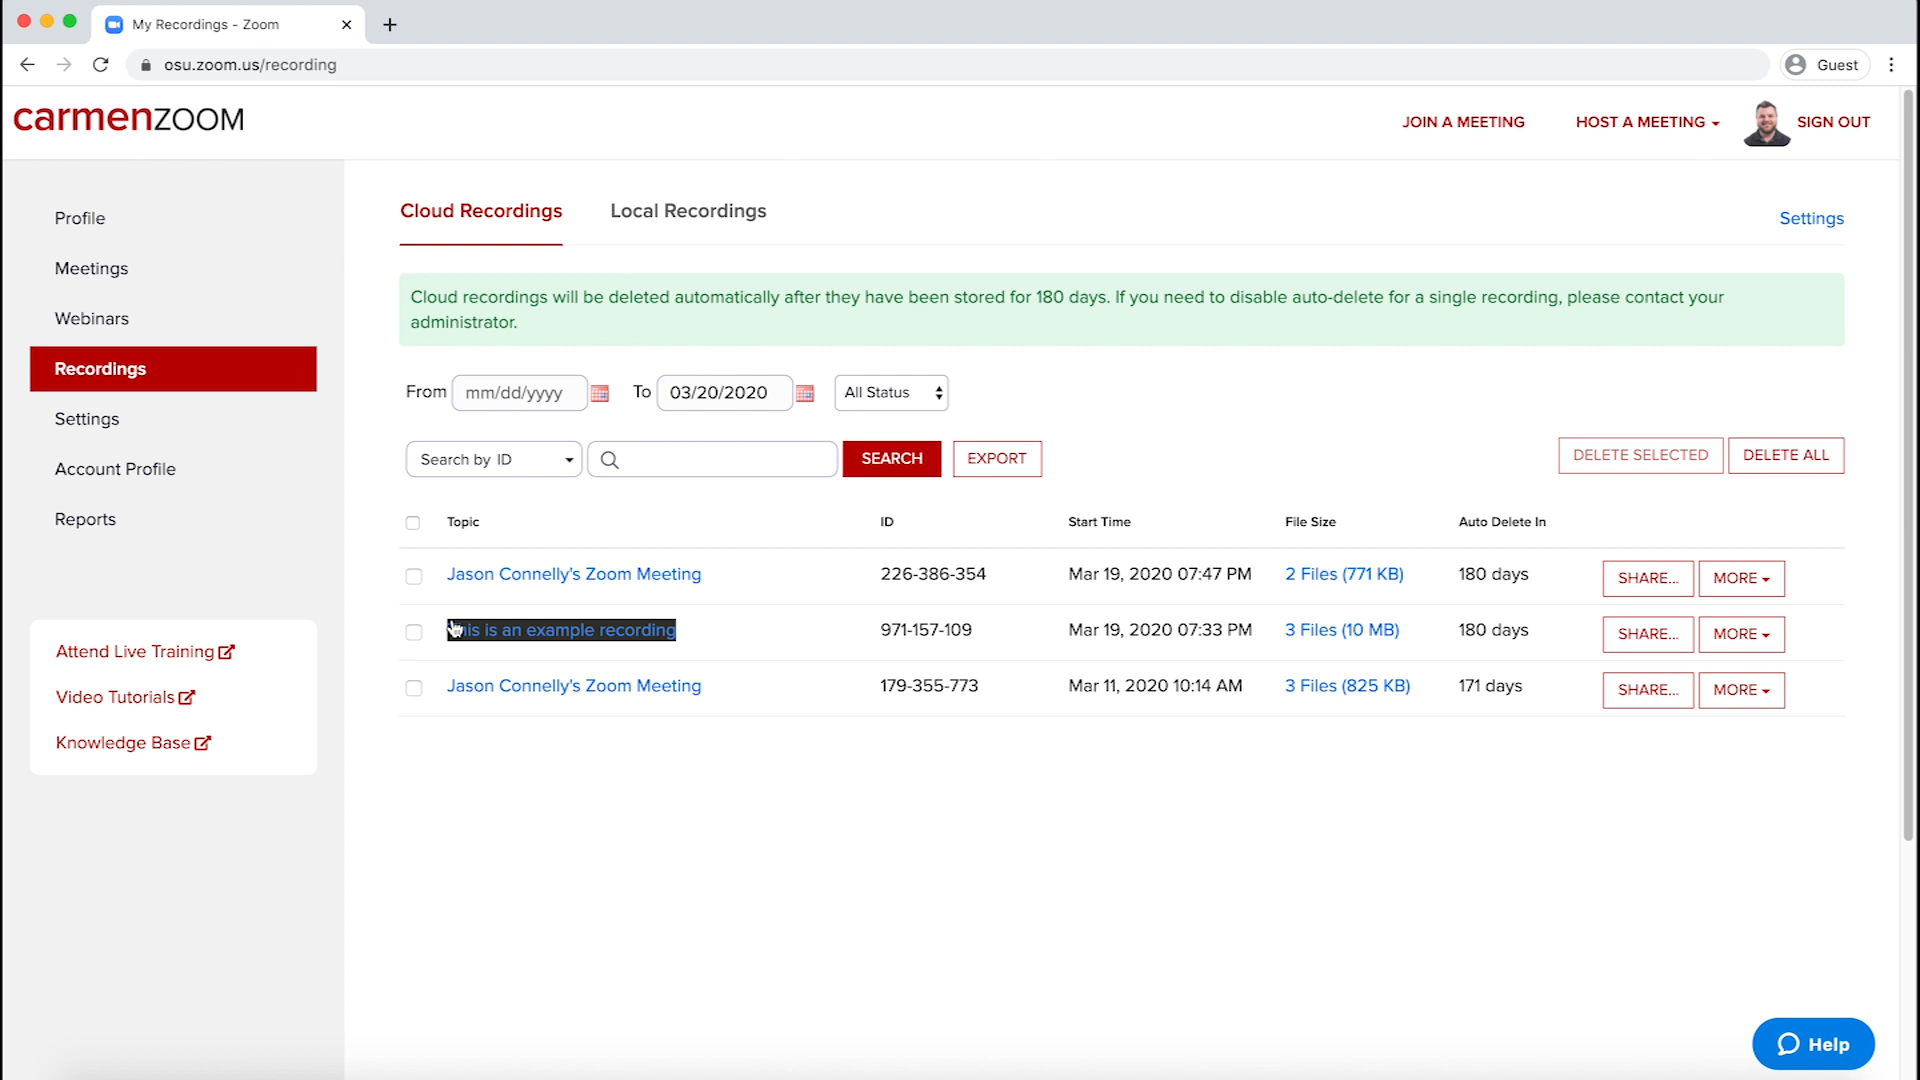 My Recordings - Zoom
osu.zoom.us/recording
Guest
carmenZOOM
JOIN A MEETING
HOST A MEETING
SIGN OUT
Profile
Meetings
Webinars
Recordings
Settings
Account Profile
Reports
Attend Live Training
Video Tutorials
Knowledge Base
Cloud Recordings
Local Recordings
Settings
Cloud recordings will be deleted automatically after they have been stored for 180 days. If you need to disable auto-delete for a single recording, please contact your
administrator.
From mm/dd/yyyy To 03/20/2020 All Status
Search by ID SEARCH EXPORT DELETE SELECTED DELETE ALL
Topic ID Start Time File Size Auto Delete In
Jason Connelly's Zoom Meeting 226-386-354 Mar 19, 2020 07:47 PM 2 Files (771 KB) 180 days SHARE... MORE
This is an example recording 971-157-109 Mar 19, 2020 07:33 PM 3 Files (10 MB) 180 days SHARE... MORE
Jason Connelly's Zoom Meeting 179-355-773 Mar 11, 2020 10:14 AM 3 Files (825 KB) 171 days SHARE... MORE
Help